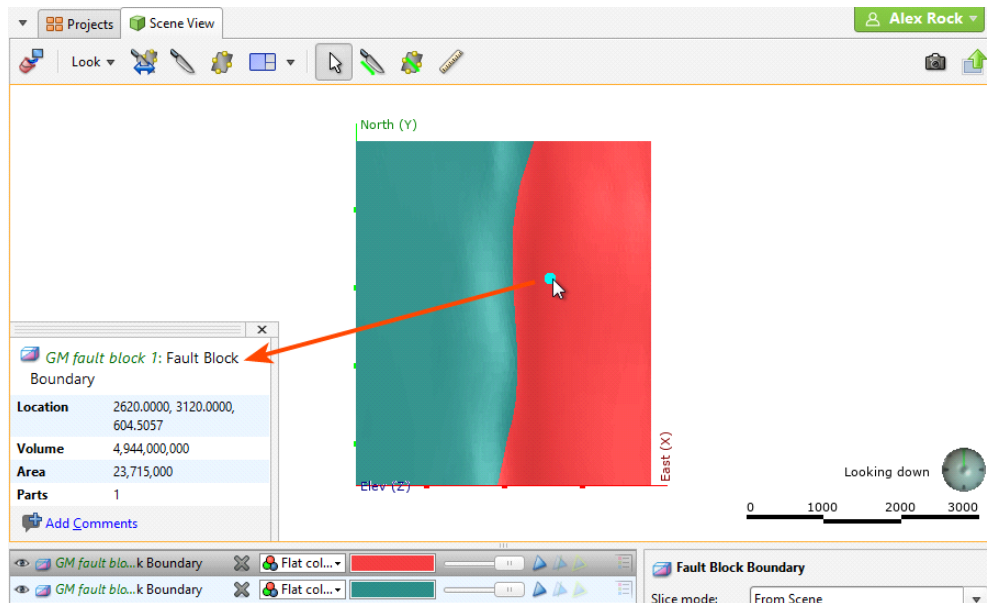 Projects
Scene View
Alex Rock
Look
North (Y)
GM fault block 1: Fault Block
Boundary
Location 2620.0000, 3120.0000,
604.5057
Volume 4,944,000,000
Area 23,715,000
Parts 1
Add Comments
Elev (Z)
East (X)
Looking down
0 1000 2000 3000
GM fault blo...k Boundary Flat col...
GM fault blo...k Boundary Flat col...
Fault Block Boundary
Slice mode: From Scene